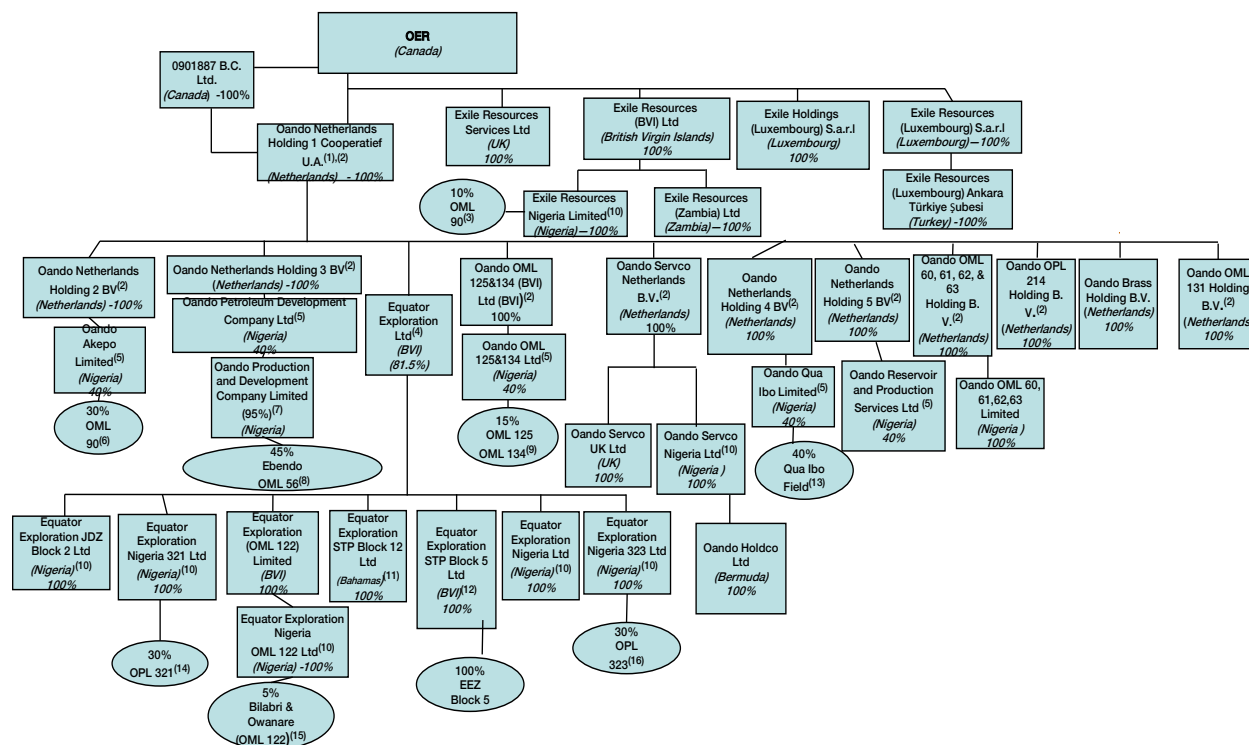 OER
(Canada)
0901887 B.C.
Ltd.
(Canada) -100%
Oando Netherlands
Holding 1 Cooperatief
U.A.(1),(2)
(Netherlands) - 100%
Exile Resources
Services Ltd
(UK)
100%
Exile Resources
(BVI) Ltd
(British Virgin Islands)
100%
Exile Holdings
(Luxembourg) S.a.r.l
(Luxembourg)
100%
Exile Resources
(Luxembourg) S.a.r.l
(Luxembourg)—100%
10%
OML
90(3)
Exile Resources
Nigeria Limited(10)
(Nigeria)—100%
Exile Resources
(Zambia) Ltd
(Zambia)—100%
Exile Resources
(Luxembourg) Ankara
Türkiye Şubesi
(Turkey) -100%
Oando Netherlands
Holding 2 BV(2)
(Netherlands) -100%
Oando Netherlands Holding 3 BV(2)
(Netherlands) -100%
Equator
Exploration
Ltd(4)
(BVI)
(81.5%)
Oando OML
125&134 (BVI)
Ltd (BVI)(2)
100%
Oando Servco
Netherlands
B.V.(2)
(Netherlands)
100%
Oando
Netherlands
Holding 4 BV(2)
(Netherlands)
100%
Oando
Netherlands
Holding 5 BV(2)
(Netherlands)
100%
Oando OML
60, 61, 62, &
63
Holding B.
V.(2)
(Netherlands)
100%
Oando OPL
214
Holding B.
V.(2)
(Netherlands)
100%
Oando Brass
Holding B.V.
(Netherlands)
100%
Oando OML
131 Holding
B.V.(2)
(Netherlands)
100%
Oando
Akepo
Limited(5)
(Nigeria)
40%
Oando Petroleum Development
Company Ltd(5)
(Nigeria)
40%
Oando OML
125&134 Ltd(5)
(Nigeria)
40%
Oando Qua
Ibo Limited(5)
(Nigeria)
40%
Oando Reservoir
and Production
Services Ltd (5)
(Nigeria)
40%
Oando OML 60,
61,62,63
Limited
(Nigeria )
100%
30%
OML
90(6)
Oando Production
and Development
Company Limited
(95%)(7)
(Nigeria)
15%
OML 125
OML 134(9)
Oando Servco
UK Ltd
(UK)
100%
Oando Servco
Nigeria Ltd(10)
(Nigeria )
100%
40%
Qua Ibo
Field(13)
45%
Ebendo
OML 56(8)
Equator
Exploration JDZ
Block 2 Ltd
(Nigeria)(10)
100%
Equator
Exploration
Nigeria 321 Ltd
(Nigeria)(10)
100%
Equator
Exploration
(OML 122)
Limited
(BVI)
100%
Equator
Exploration
STP Block 12
Ltd
(Bahamas)(11)
100%
Equator
Exploration
STP Block 5
Ltd
(BVI)(12)
100%
Equator
Exploration
Nigeria Ltd
(Nigeria)(10)
100%
Equator
Exploration
Nigeria 323 Ltd
(Nigeria)(10)
100%
Oando Holdco
Ltd
(Bermuda)
100%
30%
OPL 321(14)
Equator Exploration
Nigeria
OML 122 Ltd(10)
(Nigeria) -100%
100%
EEZ
Block 5
30%
OPL
323(16)
5%
Bilabri &
Owanare
(OML 122)(15)